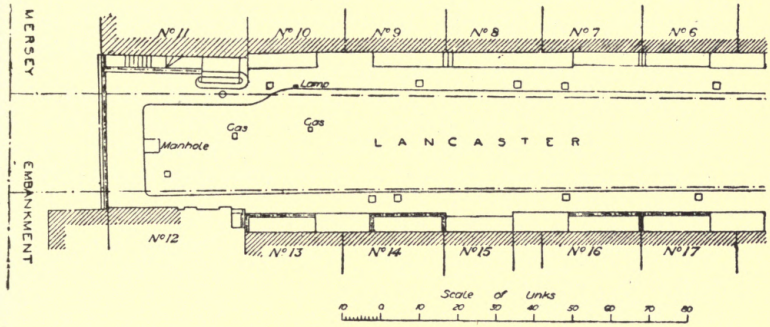 MERSEY EMBANKMENT
No 11 No 10 No 9 No 8 No 7 No 6
Lamp
Gas Gas
Manhole
LANCASTER
No 12 No 13 No 14 No 15 No 16 No 17
Scale of Links
10 0 10 20 30 40 50 60 70 80